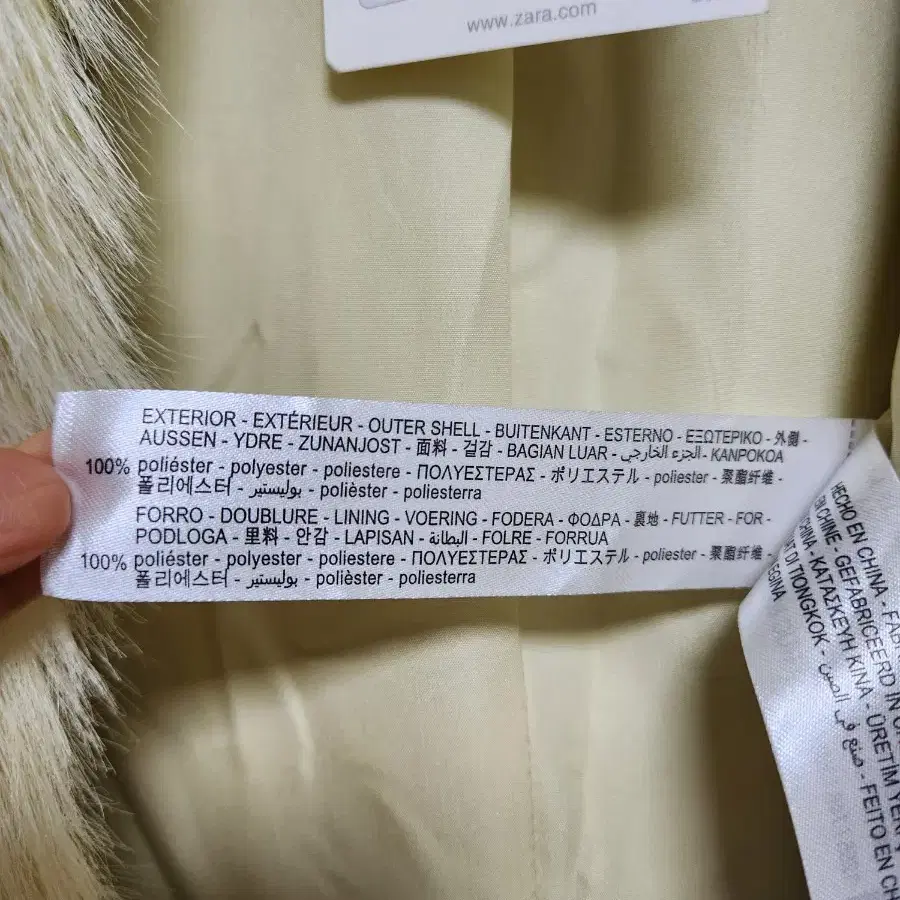 www.zara.com
EXTERIOR - EXTÉRIEUR - OUTER SHELL - BUITENKANT - ESTERNO - ΕΞΩΤΕΡΙΚΟ - 外側 -
AUSSEN - YDRE - ZUNANJOST - 面料 - 겉감 - BAGIAN LUAR - الجزء الخارجي - KANPOKOA
100% poliéster - polyester - poliestere - ΠΟΛΥΕΣΤΕΡΑΣ - ポリエステル - poliester - 聚酯纤维 -
폴리에스터 - بوليستير - polièster - poliesterra
FORRO - DOUBLURE - LINING - VOERING - FODERA - ΦΟΔΡΑ - 裏地 - FUTTER - FOR -
PODLOGA - 里料 - 안감 - LAPISAN - البطانة - FOLRE - FORRUA
100% poliéster - polyester - poliestere - ΠΟΛΥΕΣΤΕΡΑΣ - ポリエステル - poliester - 聚酯纤维 -
폴리에스터 - بوليستير - polièster - poliesterra
HECHO EN CHINA -
EN CHINE - GEFABRICEERD IN
CHINA - ΚΑΤΑΣΚΕΥΗ ΚΙΝΑ - ÜRETİM YERİ
DI TIONGKOK - صنع في الصين - FEITO EN
EGINA